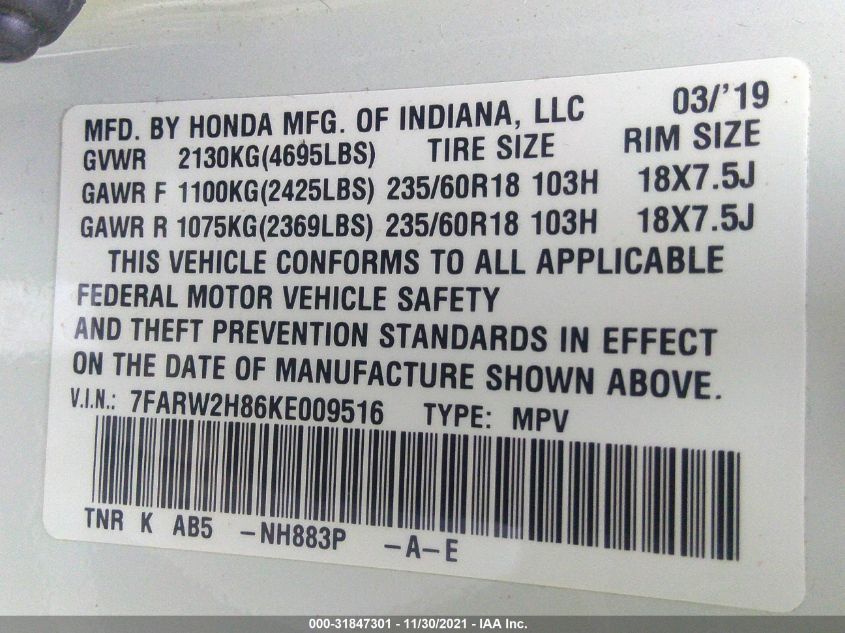 MFD. BY HONDA MFG. OF INDIANA, LLC 03/'19
GVWR 2130KG(4695LBS) TIRE SIZE RIM SIZE
GAWR F 1100KG(2425LBS) 235/60R18 103H 18X7.5J
GAWR R 1075KG(2369LBS) 235/60R18 103H 18X7.5J
THIS VEHICLE CONFORMS TO ALL APPLICABLE
FEDERAL MOTOR VEHICLE SAFETY
AND THEFT PREVENTION STANDARDS IN EFFECT
ON THE DATE OF MANUFACTURE SHOWN ABOVE.
V.I.N.: 7FARW2H86KE009516 TYPE: MPV
TNR K AB5 -NH883P -A-E
000-31847301 - 11/30/2021 - IAA Inc.